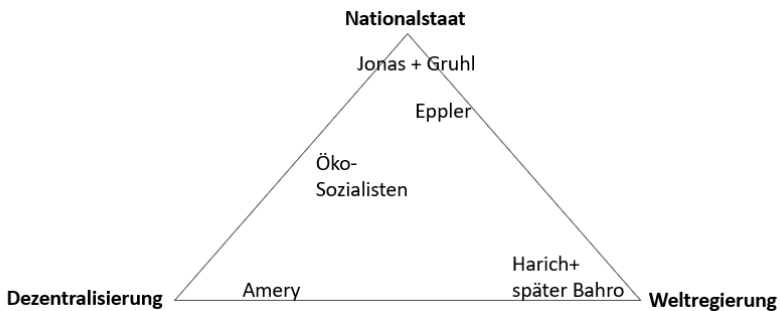 Nationalstaat
Jonas + Gruhl
Eppler
Öko-
Sozialisten
Harich+
später Bahro
Dezentralisierung
Amery
Weltregierung